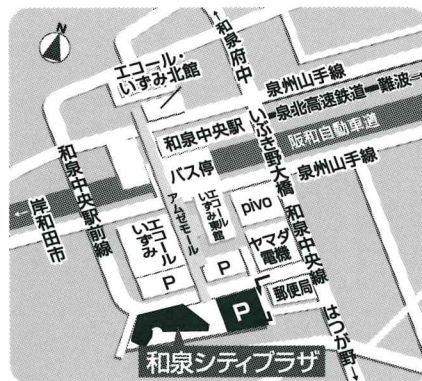 N
エコール・
いずみ北館
和泉府中
泉州山手線
泉北高速鉄道
難波→
和泉中央駅
阪和自動車道
いぶき野大橋
泉州山手線
バス停
和泉中央駅前線
アムゼモール
エコール
いずみ東館
pivo
←岸和田市
エコール
いずみ
和泉中央線
ヤマダ
電機
P
P
郵便局
P
はつが野→
和泉シティプラザ